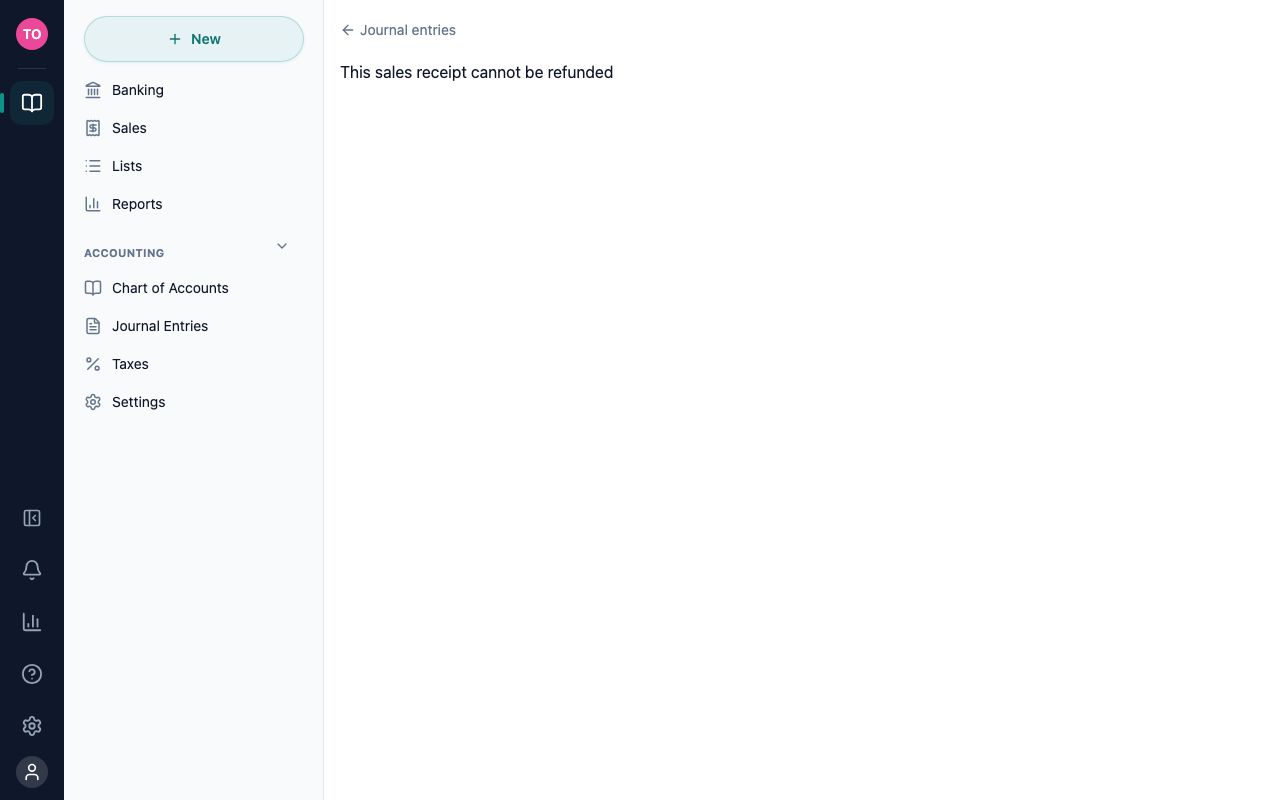 TO
New
Banking
Sales
Lists
Reports
ACCOUNTING
Chart of Accounts
Journal Entries
Taxes
Settings
Journal entries
This sales receipt cannot be refunded